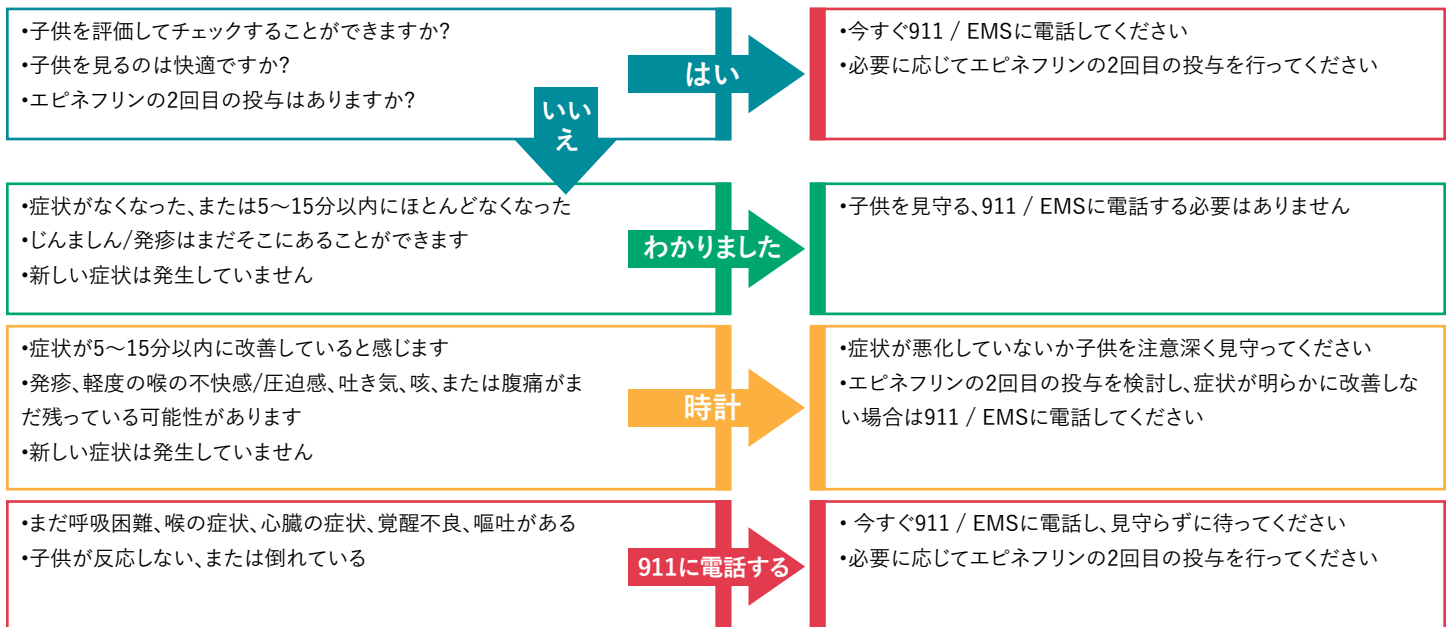 •子供を評価してチェックすることができますか?
•子供を見るのは快適ですか?
•エピネフリンの2回目の投与はありますか?
はい
いい
え
•今すぐ911 / EMSに電話してください
•必要に応じてエピネフリンの2回目の投与を行ってください
•症状がなくなった、または5〜15分以内にほとんどなくなった
•じんましん/発疹はまだそこにあることができます
•新しい症状は発生していません
わかりました
•子供を見守る、911 / EMSに電話する必要はありません
•症状が5〜15分以内に改善していると感じます
•発疹、軽度の喉の不快感/圧迫感、吐き気、咳、または腹痛がま
だ残っている可能性があります
•新しい症状は発生していません
時計
•症状が悪化していないか子供を注意深く見守ってください
•エピネフリンの2回目の投与を検討し、症状が明らかに改善しな
い場合は911 / EMSに電話してください
•まだ呼吸困難、喉の症状、心臓の症状、覚醒不良、嘔吐がある
•子供が反応しない、または倒れている
911に電話する
• 今すぐ911 / EMSに電話し、見守らずに待ってください
•必要に応じてエピネフリンの2回目の投与を行ってください